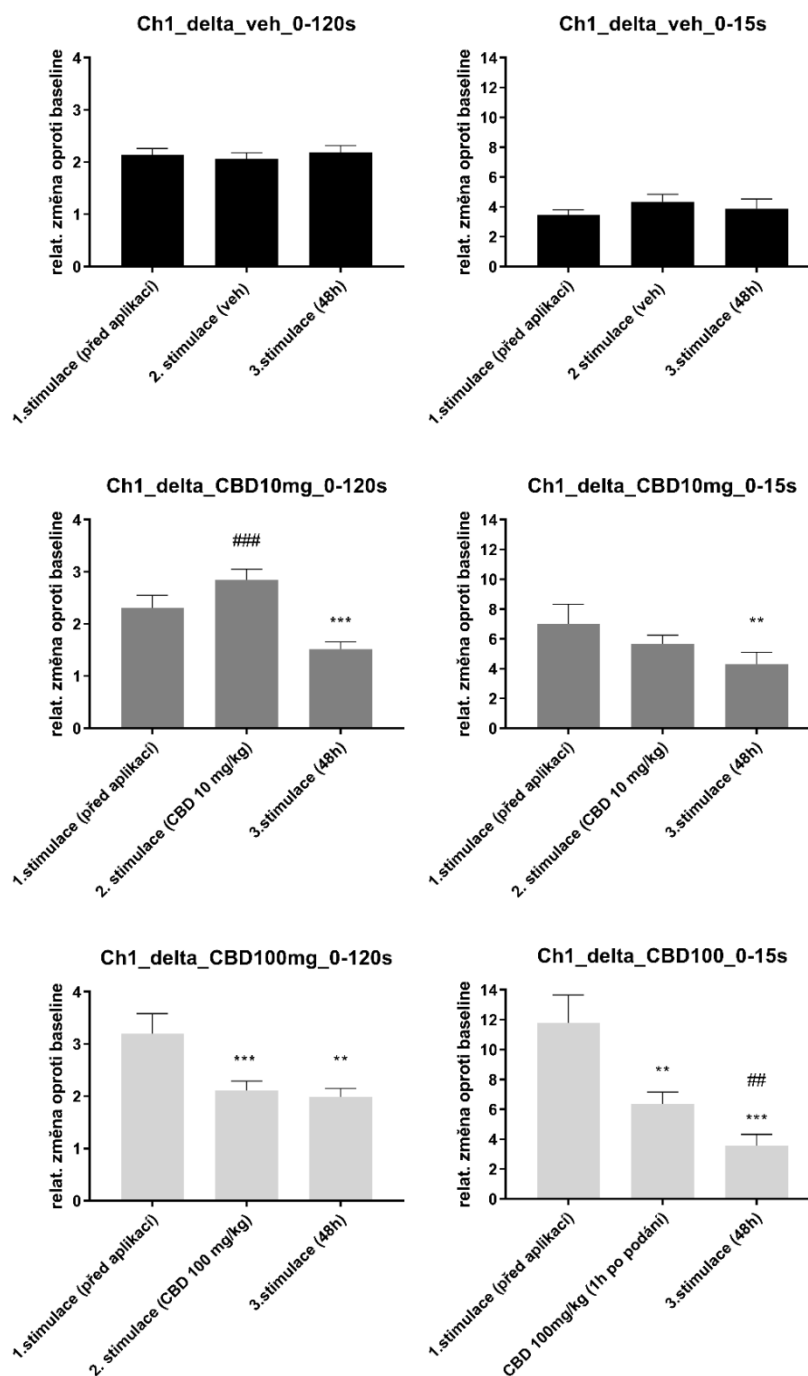 Ch1_delta_veh_0-120s
relat. změna oproti baseline
4
3
2
1
0
1.stimulace (před aplikací)
2. stimulace (veh)
3.stimulace (48h)
Ch1_delta_veh_0-15s
relat. změna oproti baseline
14
12
10
8
6
4
2
0
1.stimulace (před aplikací)
2 stimulace (veh)
3.stimulace (48h)
Ch1_delta_CBD10mg_0-120s
relat. změna oproti baseline
4
3
2
1
0
###
***
1.stimulace (před aplikací)
2. stimulace (CBD 10 mg/kg)
3.stimulace (48h)
Ch1_delta_CBD10mg_0-15s
relat. změna oproti baseline
14
12
10
8
6
4
2
0
**
1.stimulace (před aplikací)
2. stimulace (CBD 10 mg/kg)
3.stimulace (48h)
Ch1_delta_CBD100mg_0-120s
relat. změna oproti baseline
4
3
2
1
0
***
**
1.stimulace (před aplikací)
2. stimulace (CBD 100 mg/kg)
3.stimulace (48h)
Ch1_delta_CBD100_0-15s
relat. změna oproti baseline
14
12
10
8
6
4
2
0
**
##
***
1.stimulace (před aplikací)
CBD 100mg/kg (1h po podání)
3.stimulace (48h)